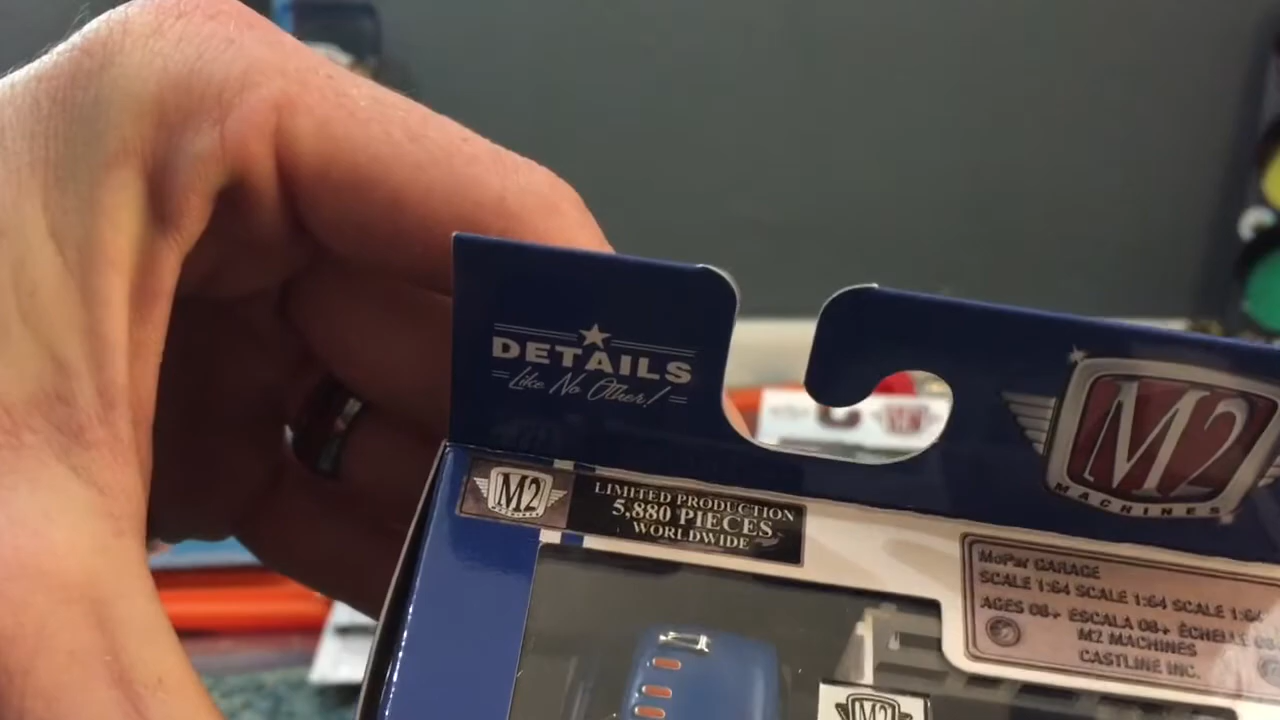 DETAILS
Like No Other!
M2
MACHINES
M2
LIMITED PRODUCTION
5,880 PIECES
WORLDWIDE
MoPar GARAGE
SCALE 1:64 SCALE 1:64 SCALE 1:64
AGES 08+ ESCALA 08+ ÉCHELLE 08
M2 MACHINES
CASTLINE INC.
M2